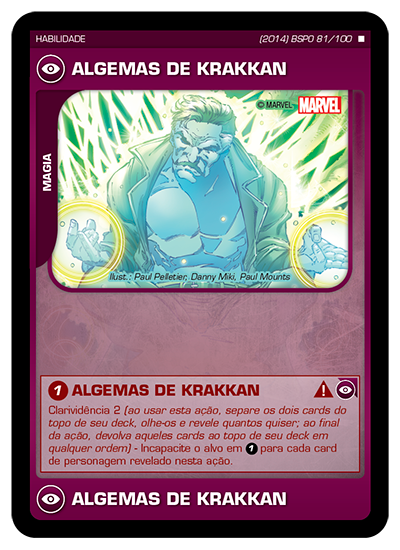 HABILIDADE
(2014) BSPO 81/100
ALGEMAS DE KRAKKAN
MAGIA
© MARVEL MARVEL
Ilust.: Paul Pelletier, Danny Miki, Paul Mounts
1 ALGEMAS DE KRAKKAN
Clarividência 2 (ao usar esta ação, separe os dois cards do
topo de seu deck, olhe-os e revele quantos quiser; ao final
da ação, devolva aqueles cards ao topo de seu deck em
qualquer ordem) - Incapacite o alvo em 1 para cada card
de personagem revelado nesta ação.
ALGEMAS DE KRAKKAN